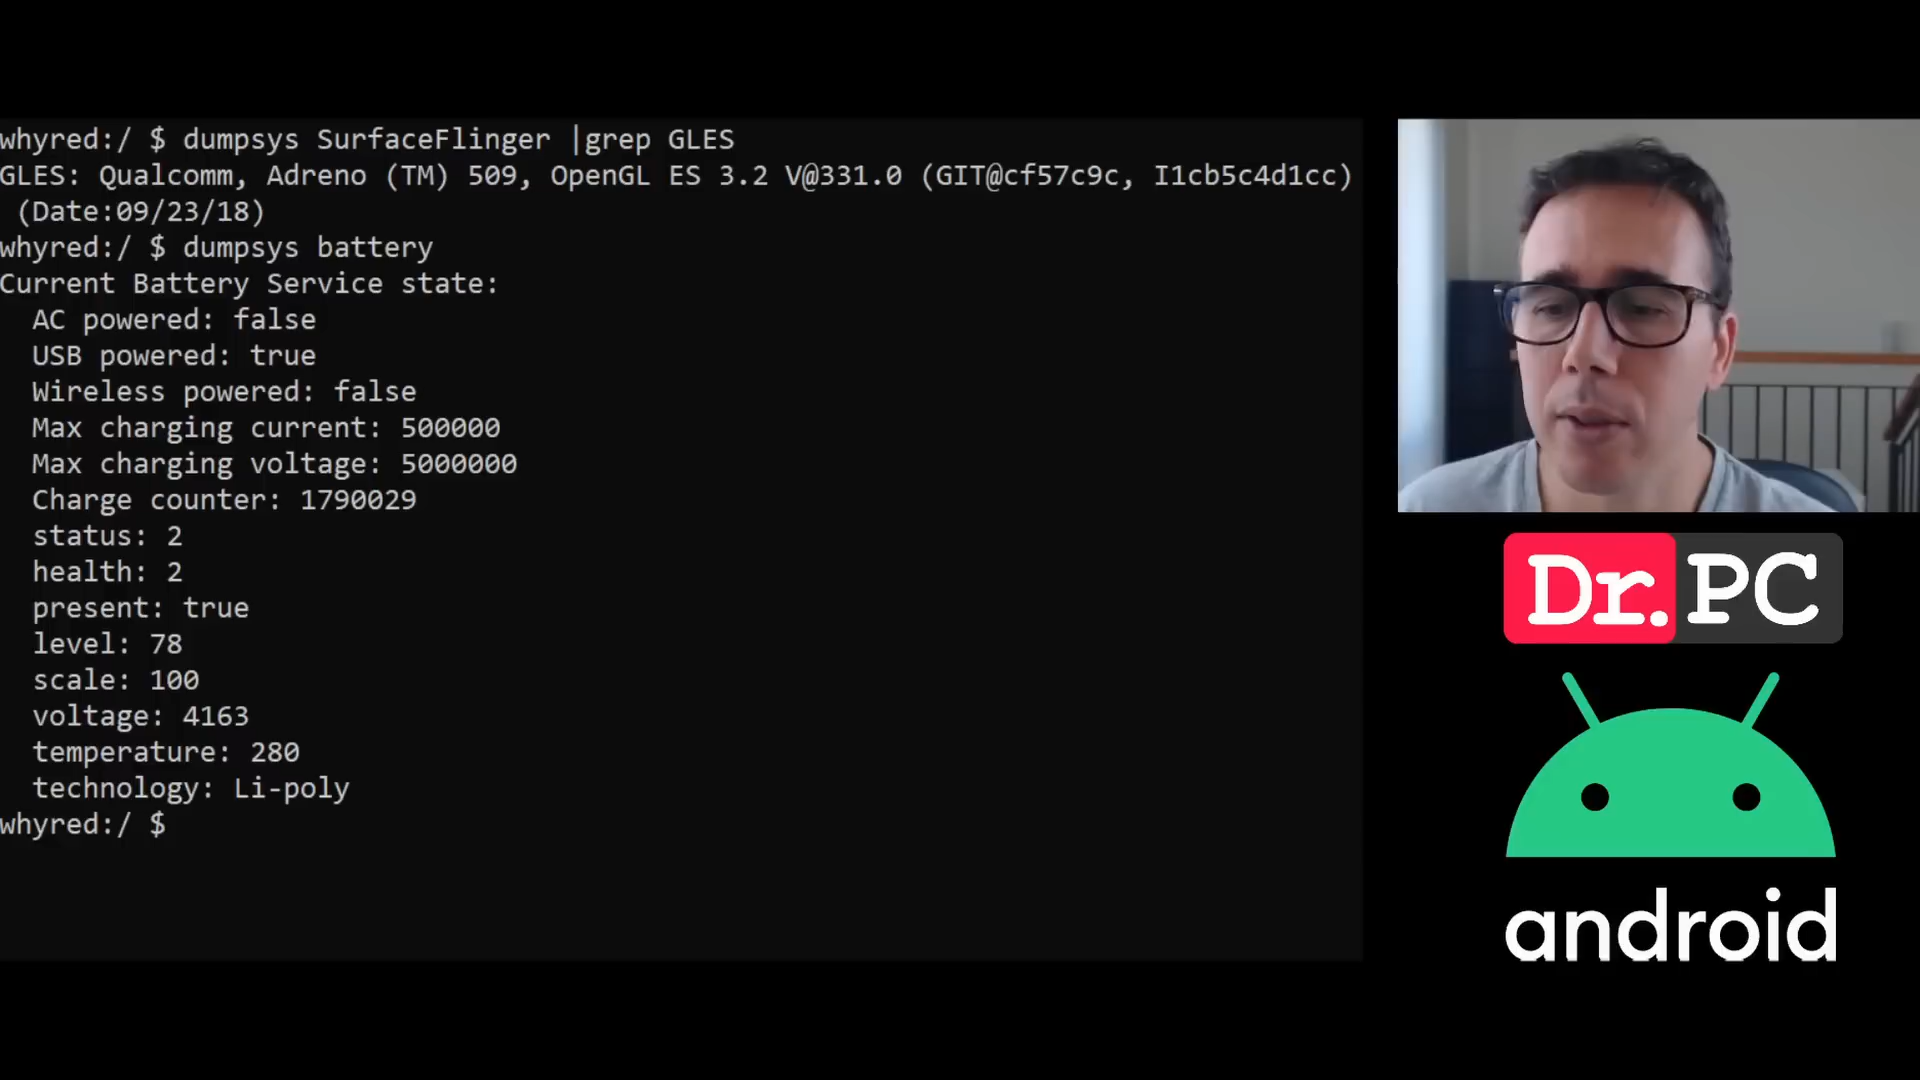 whyred:/ $ dumpsys SurfaceFlinger |grep GLES
GLES: Qualcomm, Adreno (TM) 509, OpenGL ES 3.2 V@331.0 (GIT@cf57c9c, I1cb5c4d1cc)
(Date:09/23/18)
whyred:/ $ dumpsys battery
Current Battery Service state:
AC powered: false
USB powered: true
Wireless powered: false
Max charging current: 500000
Max charging voltage: 5000000
Charge counter: 1790029
status: 2
health: 2
present: true
level: 78
scale: 100
voltage: 4163
temperature: 280
technology: Li-poly
whyred:/ $
Dr.PC
android